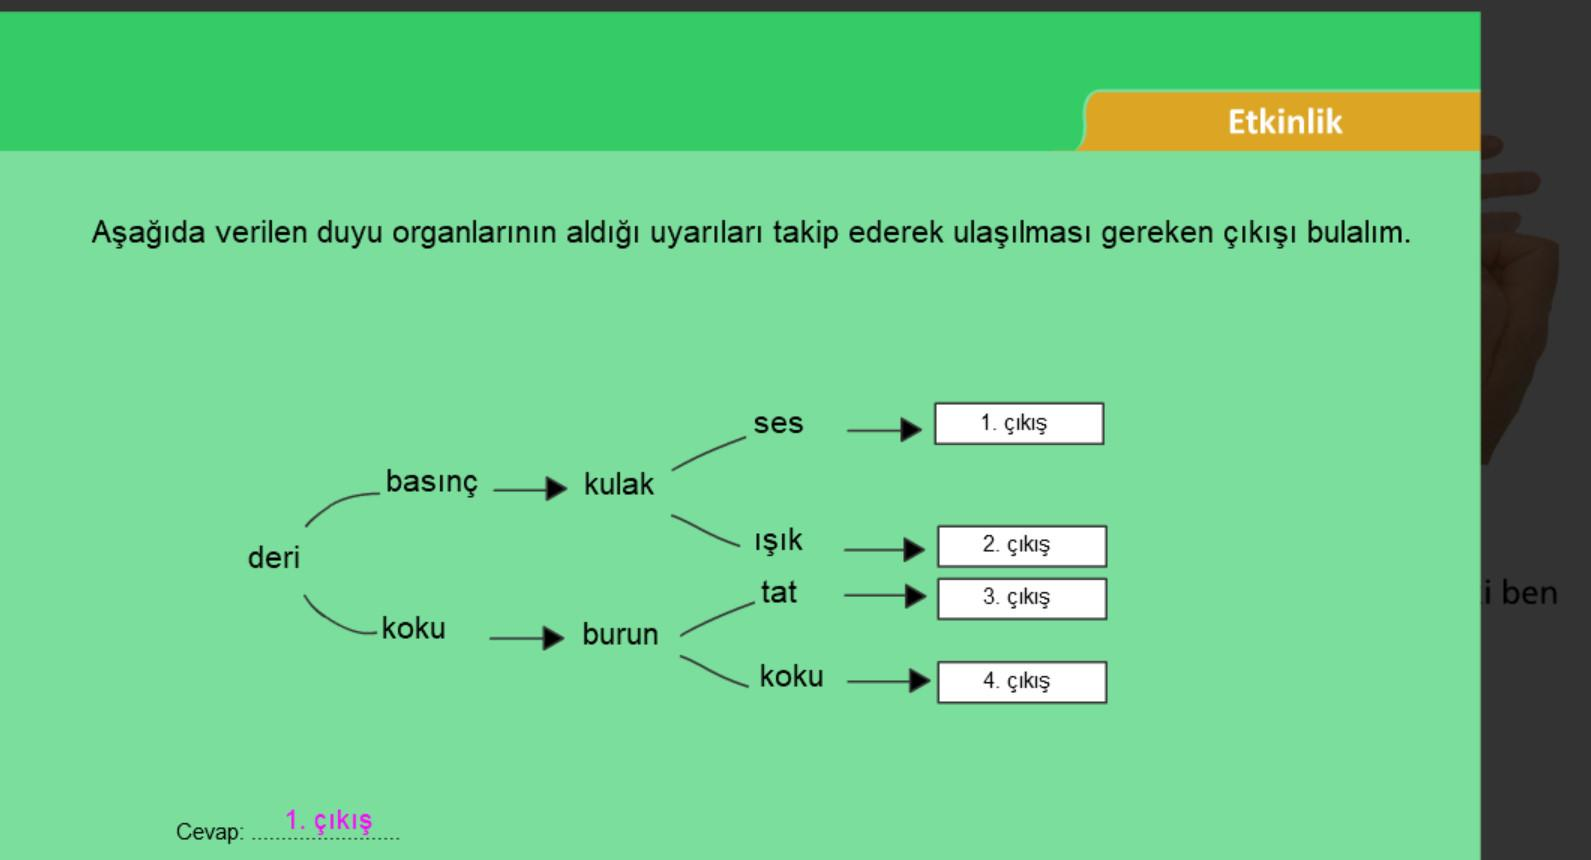 Etkinlik
Aşağıda verilen duyu organlarının aldığı uyarıları takip ederek ulaşılması gereken çıkışı bulalım.
ses
1. çıkış
basınç
kulak
ışık
2. çıkış
deri
tat
3. çıkış
koku
burun
koku
4. çıkış
i ben
Cevap: 1. çıkış